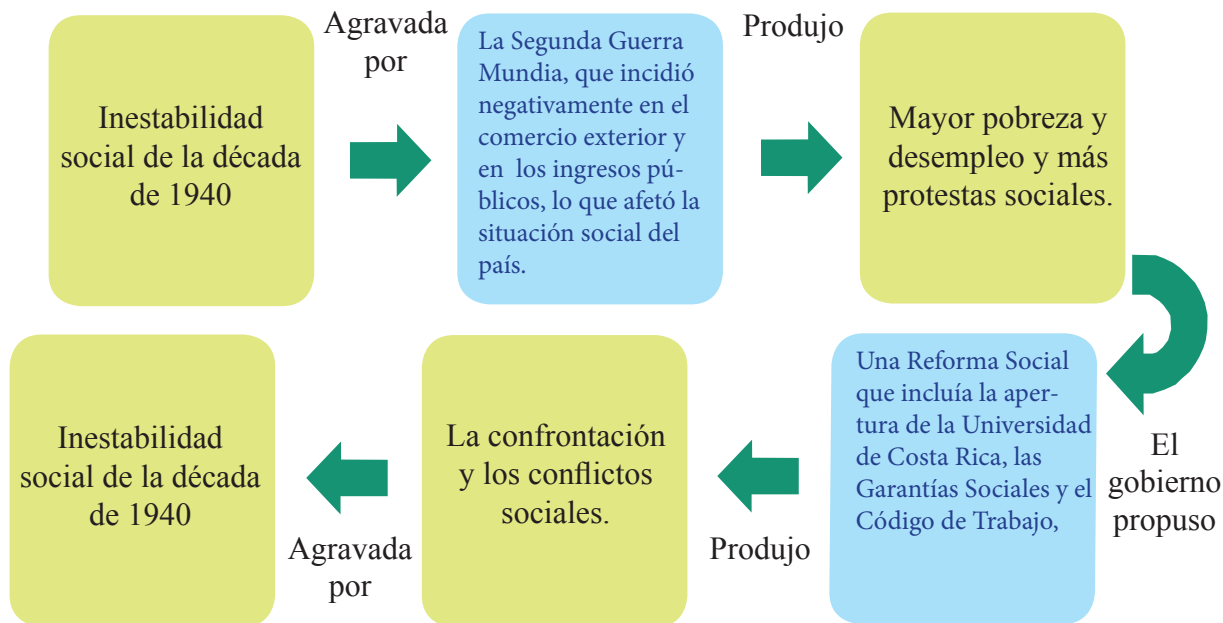 Inestabilidad
social de la década
de 1940
Agravada
por
La Segunda Guerra
Mundia, que incidió
negativamente en el
comercio exterior y
en los ingresos pú-
blicos, lo que afetó la
situación social del
país.
Produjo
Mayor pobreza y
desempleo y más
protestas sociales.
El
gobierno
propuso
Una Reforma Social
que incluía la aper-
tura de la Universidad
de Costa Rica, las
Garantías Sociales y el
Código de Trabajo,
Produjo
La confrontación
y los conflictos
sociales.
Agravada
por
Inestabilidad
social de la década
de 1940